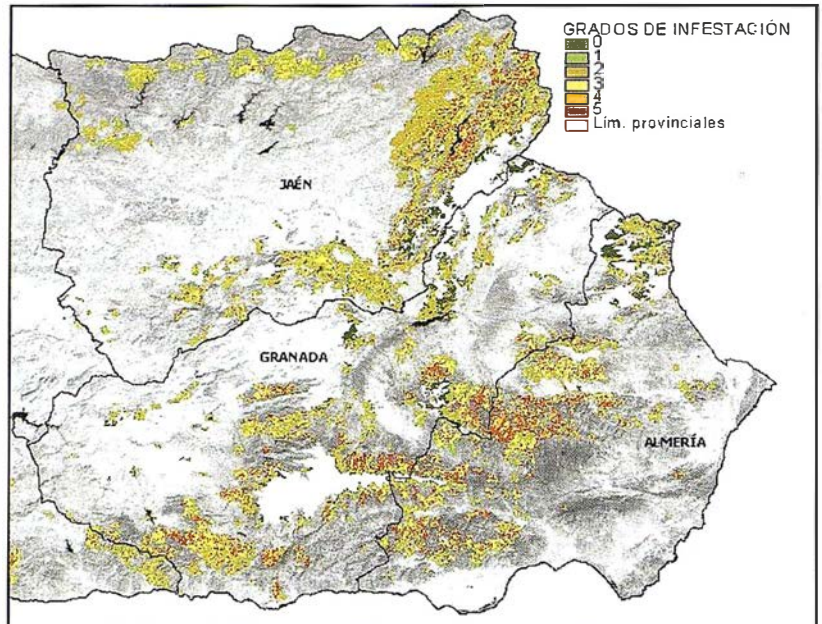 GRADOS DE INFESTACIÓN
0
1
2
3
4
5
Lím. provinciales
JAÉN
GRANADA
ALMERÍA